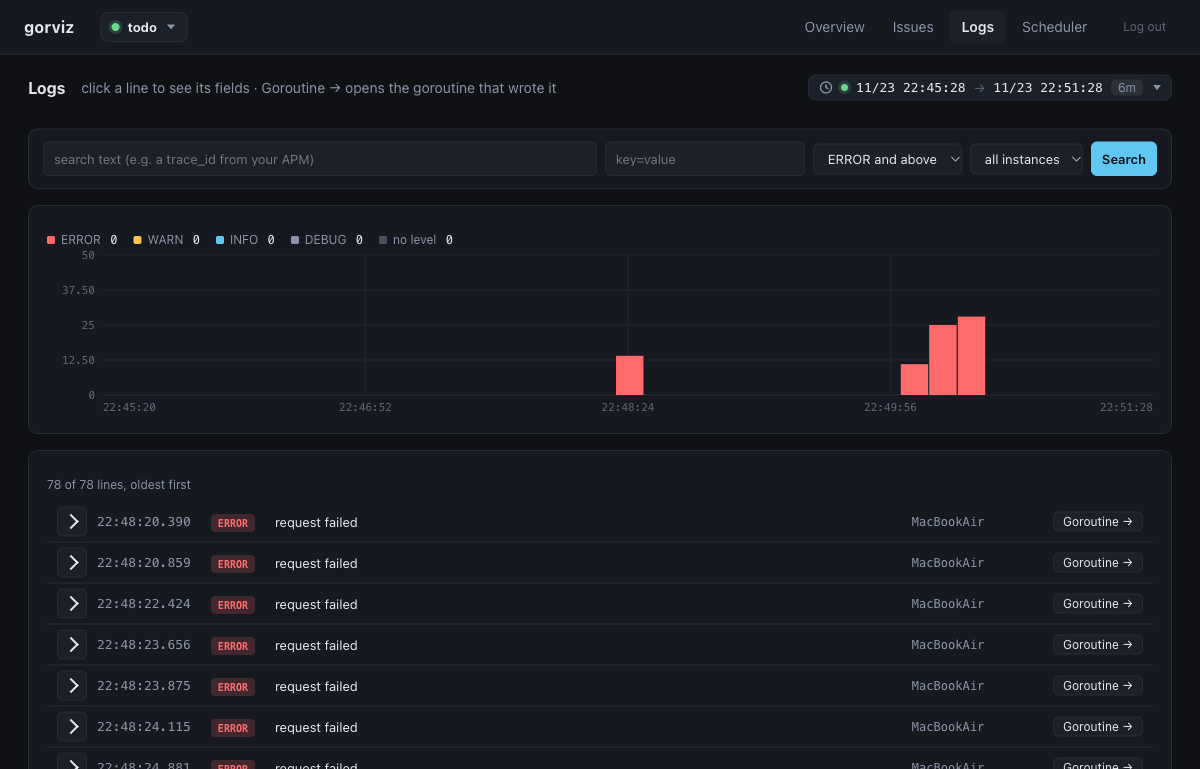 gorviz todo Overview Issues Logs Scheduler Log out
Logs click a line to see its fields · Goroutine → opens the goroutine that wrote it 11/23 22:45:28 → 11/23 22:51:28 6m
search text (e.g. a trace_id from your APM) key=value ERROR and above all instances Search
ERROR 0 WARN 0 INFO 0 DEBUG 0 no level 0
50
37.50
25
12.50
0
22:45:20 22:46:52 22:48:24 22:49:56 22:51:28
78 of 78 lines, oldest first
22:48:20.390 ERROR request failed MacBookAir Goroutine →
22:48:20.859 ERROR request failed MacBookAir Goroutine →
22:48:22.424 ERROR request failed MacBookAir Goroutine →
22:48:23.656 ERROR request failed MacBookAir Goroutine →
22:48:23.875 ERROR request failed MacBookAir Goroutine →
22:48:24.115 ERROR request failed MacBookAir Goroutine →
22:48:24.881 ERROR request failed MacBookAir Goroutine →